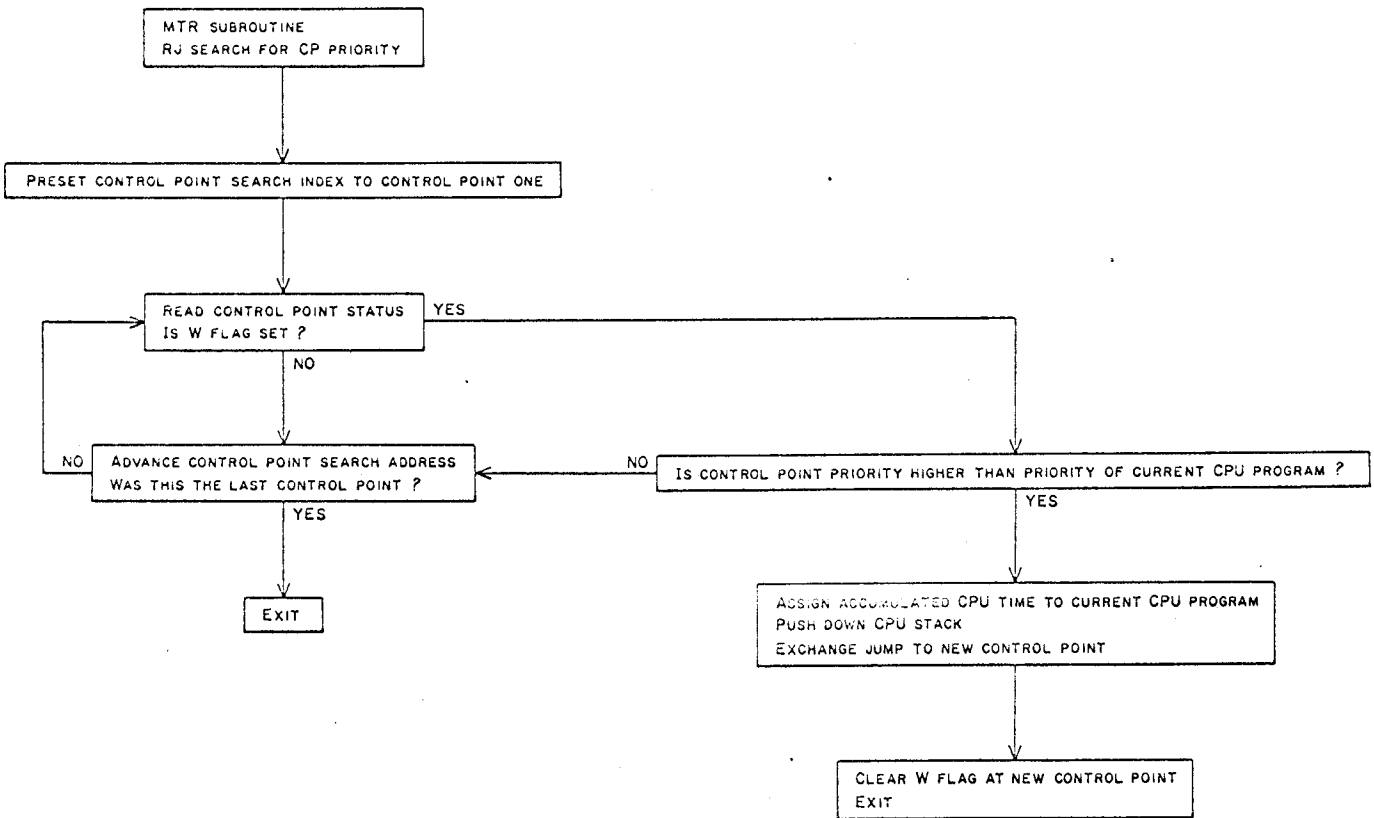 MTR SUBROUTINE
RJ SEARCH FOR CP PRIORITY
PRESET CONTROL POINT SEARCH INDEX TO CONTROL POINT ONE
READ CONTROL POINT STATUS
IS W FLAG SET ?
YES
NO
NO
ADVANCE CONTROL POINT SEARCH ADDRESS
WAS THIS THE LAST CONTROL POINT ?
NO
IS CONTROL POINT PRIORITY HIGHER THAN PRIORITY OF CURRENT CPU PROGRAM ?
YES
YES
EXIT
ASSIGN ACCUMULATED CPU TIME TO CURRENT CPU PROGRAM
PUSH DOWN CPU STACK
EXCHANGE JUMP TO NEW CONTROL POINT
CLEAR W FLAG AT NEW CONTROL POINT
EXIT